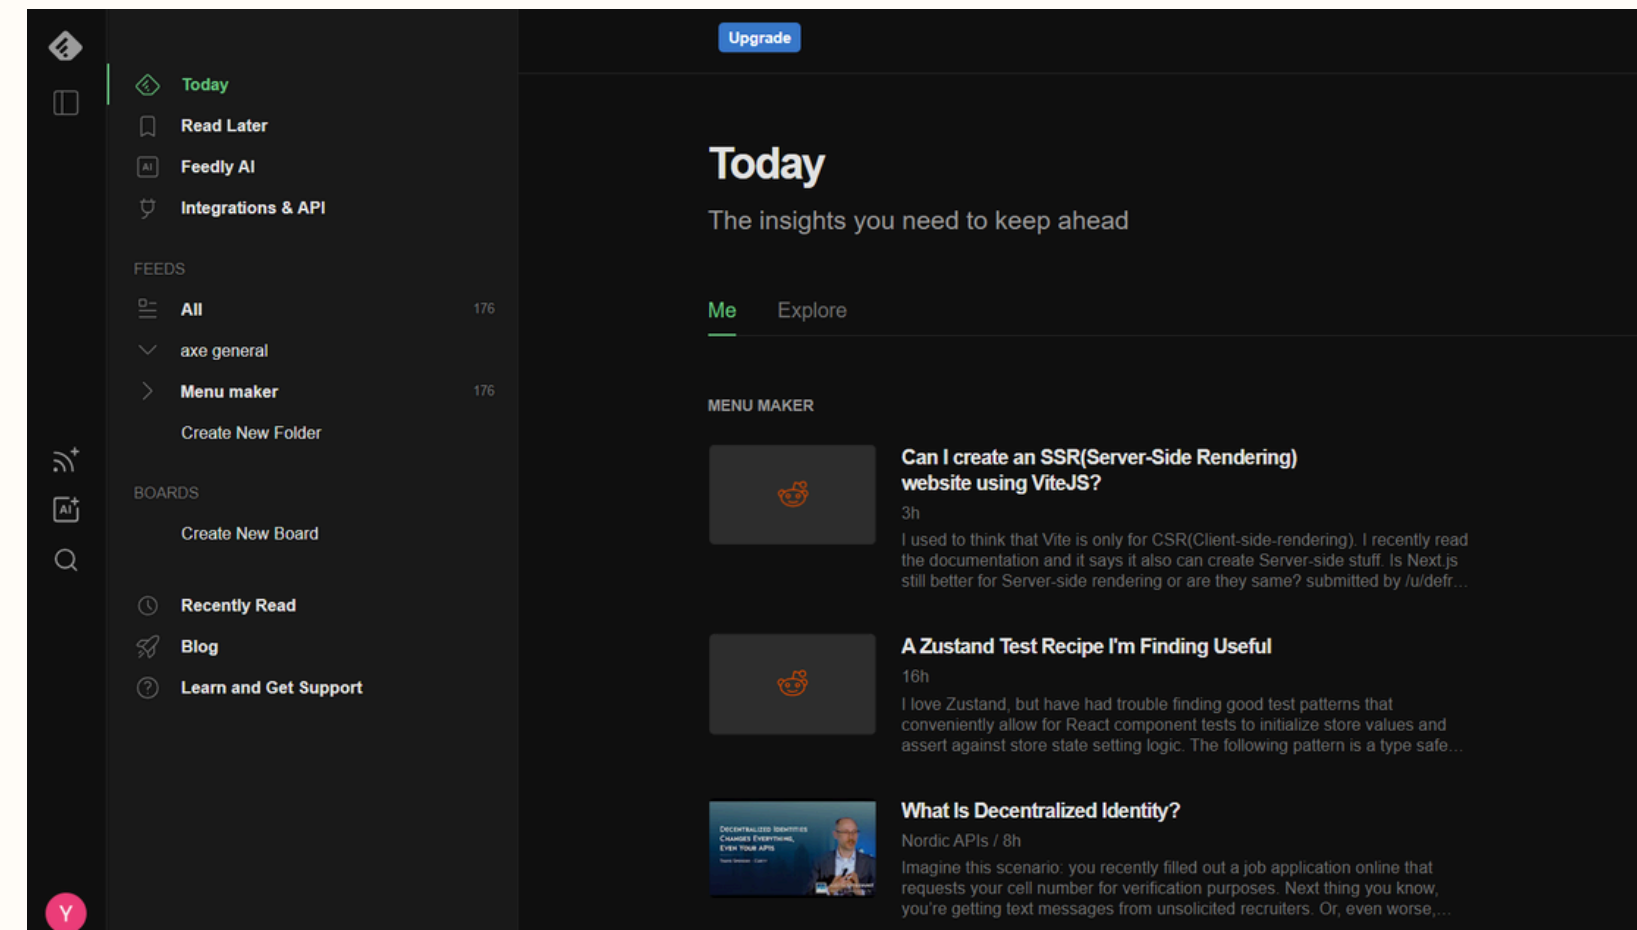 Upgrade
Today
Read Later
AI
Feedly AI
Integrations & API
FEEDS
All 176
axe general
Menu maker 176
Create New Folder
BOARDS
AI
Create New Board
Recently Read
Blog
Learn and Get Support
Y
Today
The insights you need to keep ahead
Me Explore
MENU MAKER
Can I create an SSR(Server-Side Rendering)
website using ViteJS?
3h
I used to think that Vite is only for CSR(Client-side-rendering). I recently read
the documentation and it says it also can create Server-side stuff. Is Next.js
still better for Server-side rendering or are they same? submitted by /u/defr…
A Zustand Test Recipe I'm Finding Useful
16h
I love Zustand, but have had trouble finding good test patterns that
conveniently allow for React component tests to initialize store values and
assert against store state setting logic. The following pattern is a type safe…
DECENTRALIZED IDENTITIES
CHANGES EVERYTHING,
EVEN YOUR APIS
What Is Decentralized Identity?
Nordic APIs / 8h
Imagine this scenario: you recently filled out a job application online that
requests your cell number for verification purposes. Next thing you know,
you're getting text messages from unsolicited recruiters. Or, even worse,…